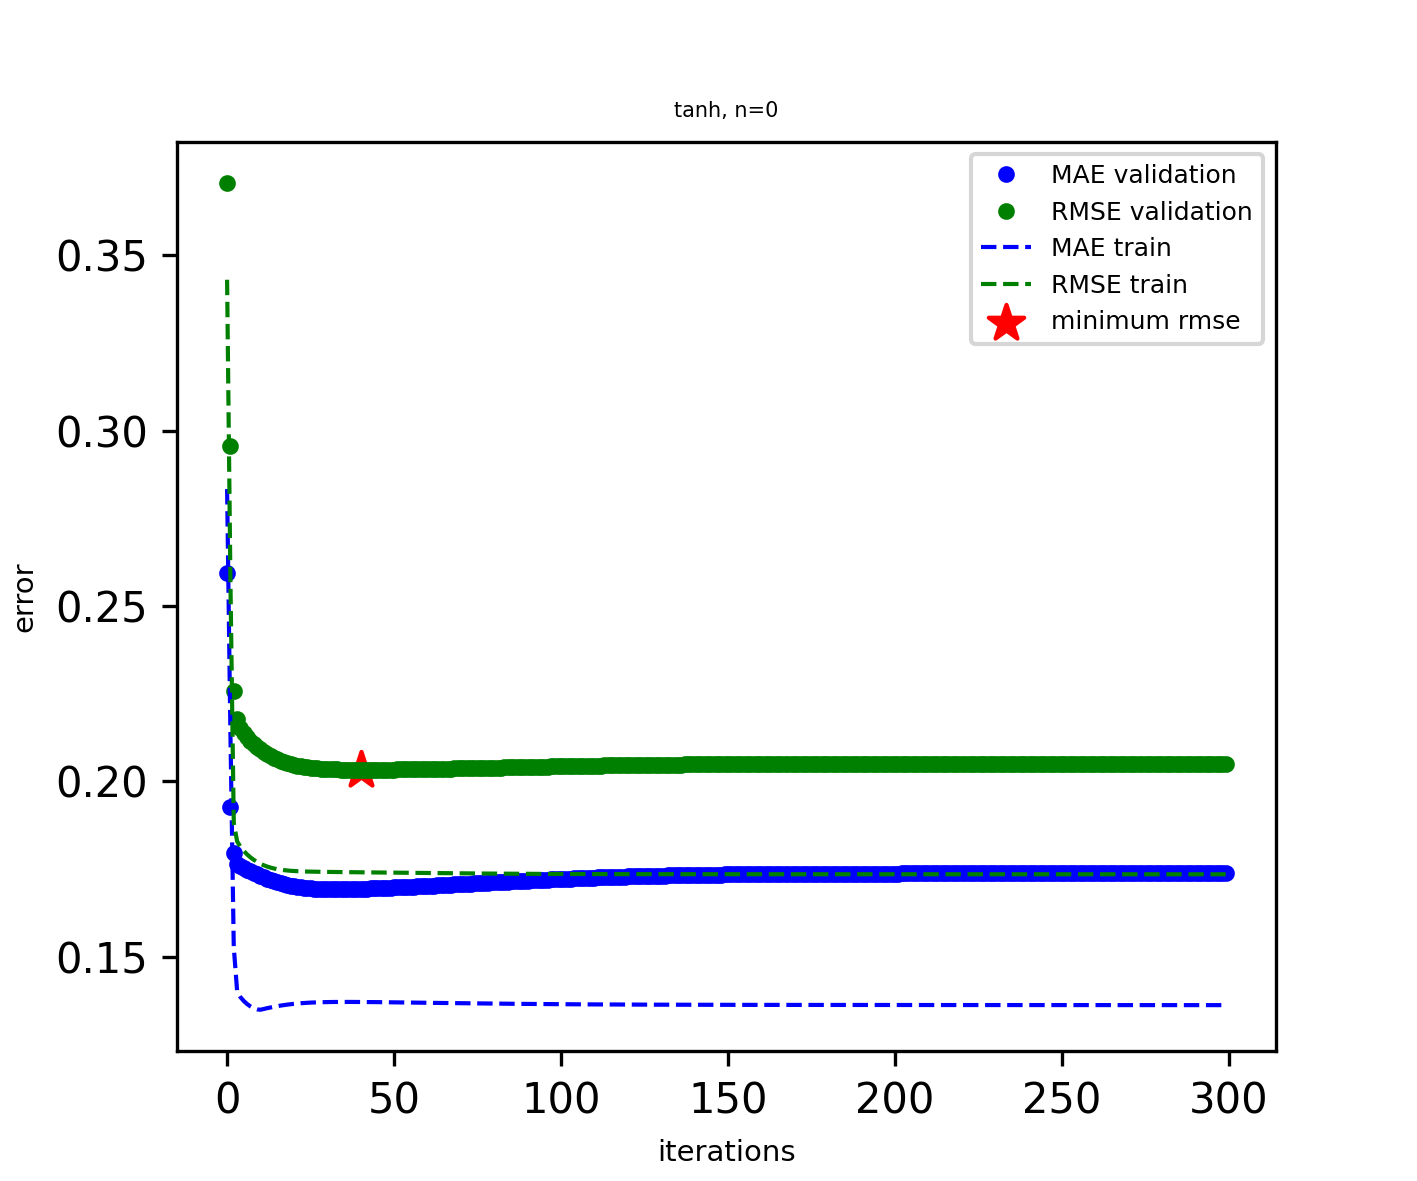 tanh, n=0
MAE validation
RMSE validation
MAE train
RMSE train
minimum rmse
0.35
0.30
0.25
0.20
0.15
error
0 50 100 150 200 250 300
iterations